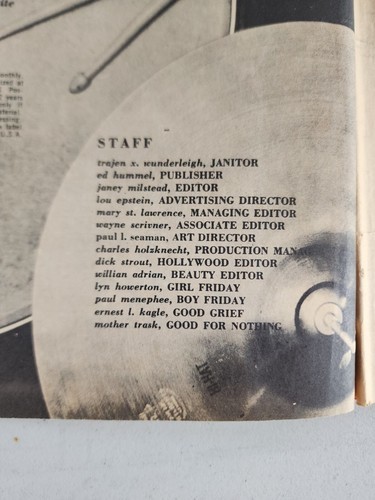 STAFF
trajen x. wunderleigh, JANITOR
ed hummel, PUBLISHER
janey milstead, EDITOR
lou epstein, ADVERTISING DIRECTOR
mary st. lawrence, MANAGING EDITOR
wayne scrivner, ASSOCIATE EDITOR
paul l. seaman, ART DIRECTOR
charles holzknecht, PRODUCTION MANAG
dick strout, HOLLYWOOD EDITOR
willian adrian, BEAUTY EDITOR
lyn howerton, GIRL FRIDAY
paul menephee, BOY FRIDAY
ernest l. kagle, GOOD GRIEF
mother trask, GOOD FOR NOTHING